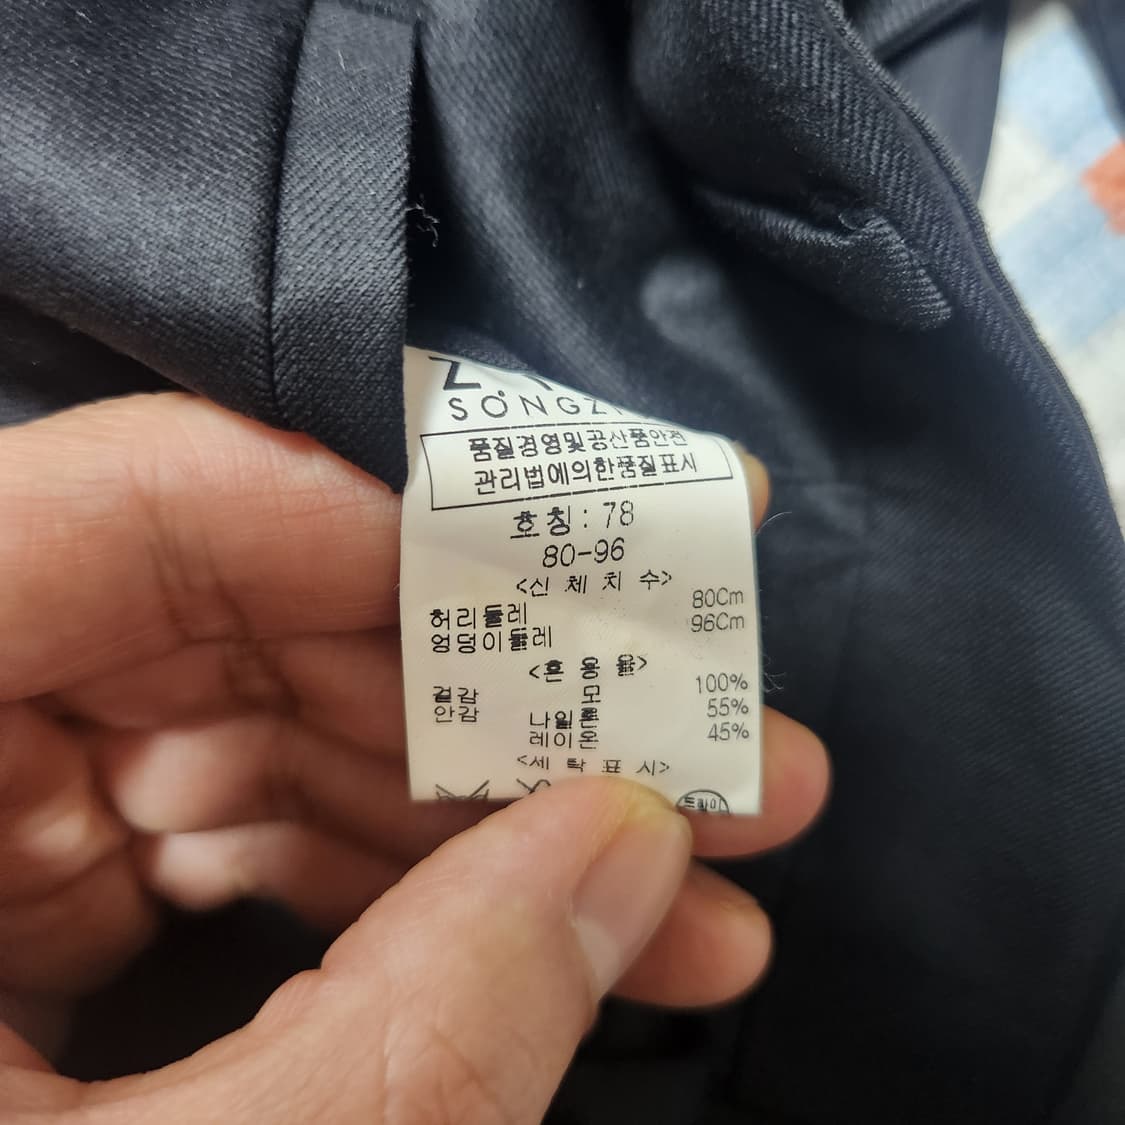 품질경영및공산품안전
관리법에의한품질표시
호칭: 78
80-96
<신 체 치 수>
허리둘레 80Cm
엉덩이둘레 96Cm
<혼 용 율>
겉감 모 100%
안감 나일론 55%
레이온 45%
<세 탁 표 시>